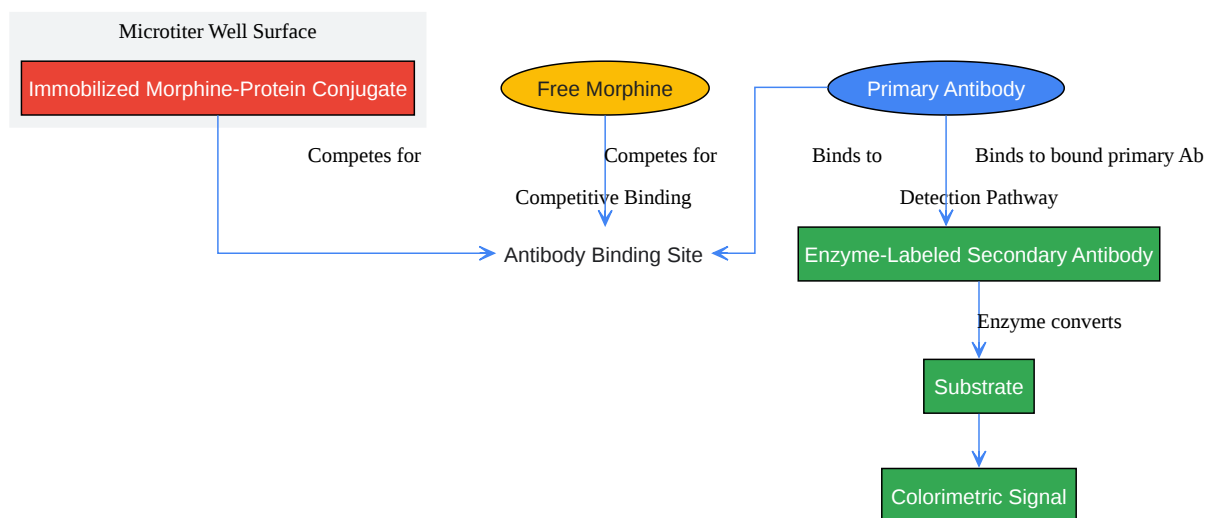 Microtiter Well Surface
Immobilized Morphine-Protein Conjugate
Free Morphine
Primary Antibody
Competes for
Competes for
Binds to
Binds to bound primary Ab
Competitive Binding
Detection Pathway
Antibody Binding Site
Enzyme-Labeled Secondary Antibody
Enzyme converts
Substrate
Colorimetric Signal